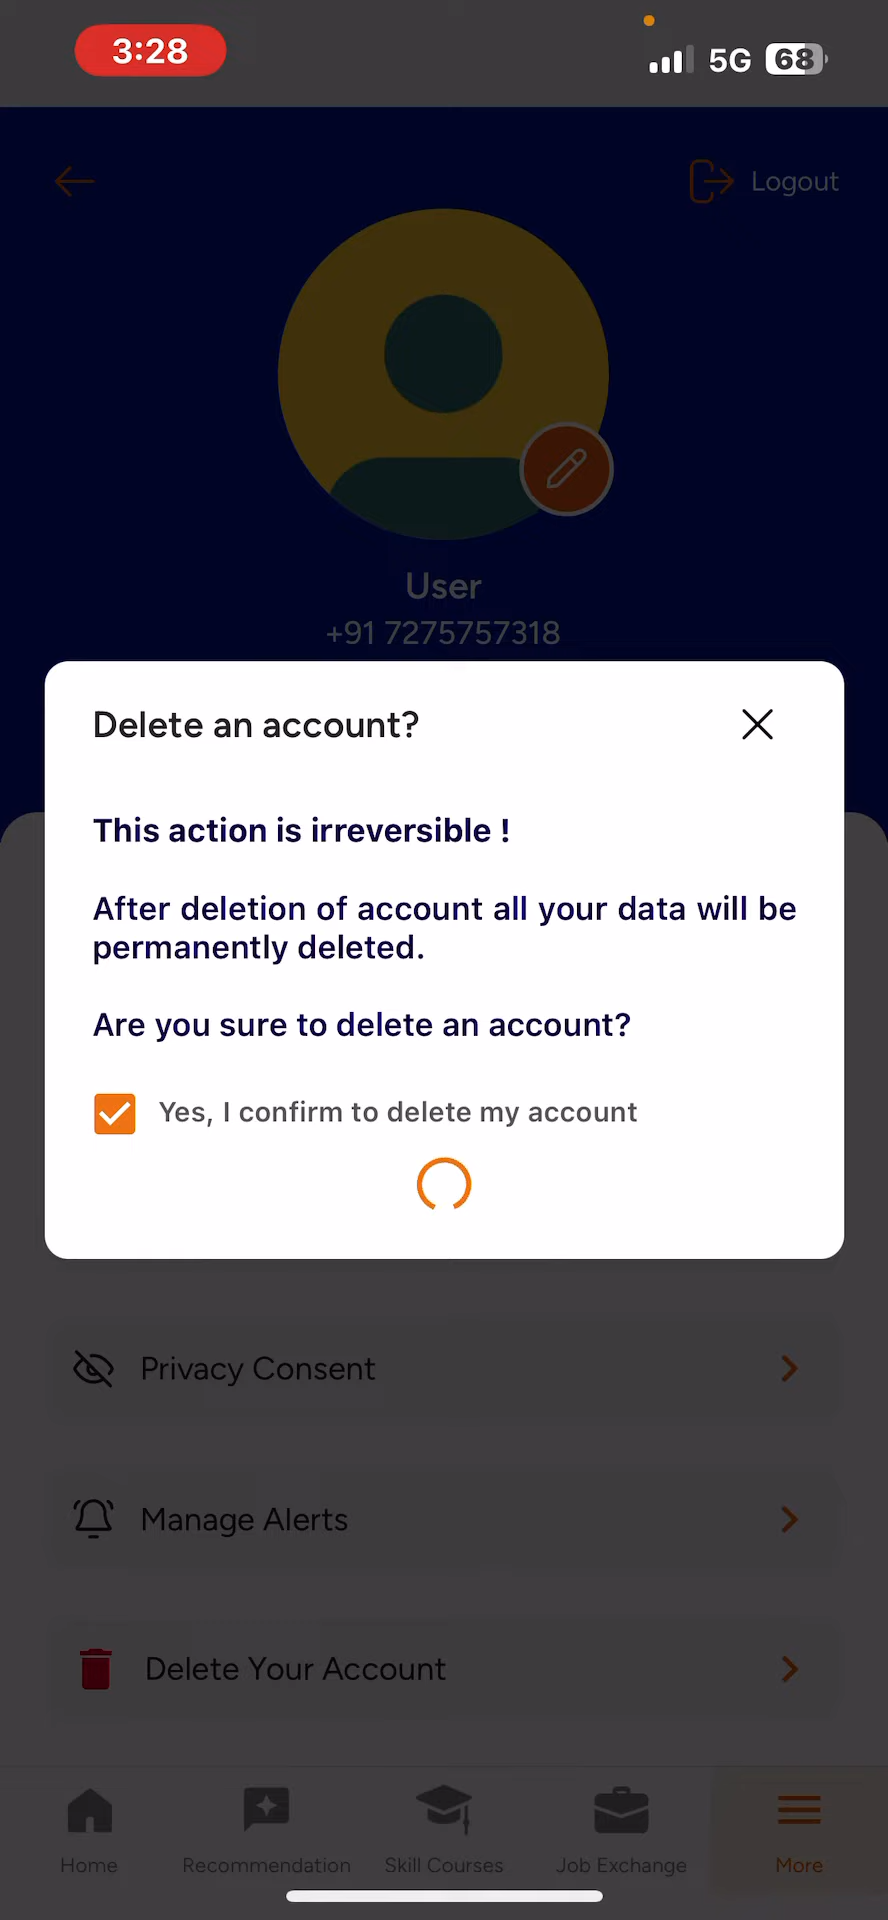 3:28
5G 68
Logout
User
+91 7275757318
Delete an account?
This action is irreversible !
After deletion of account all your data will be
permanently deleted.
Are you sure to delete an account?
Yes, I confirm to delete my account
Privacy Consent
Manage Alerts
Delete Your Account
Home Recommendation Skill Courses Job Exchange More